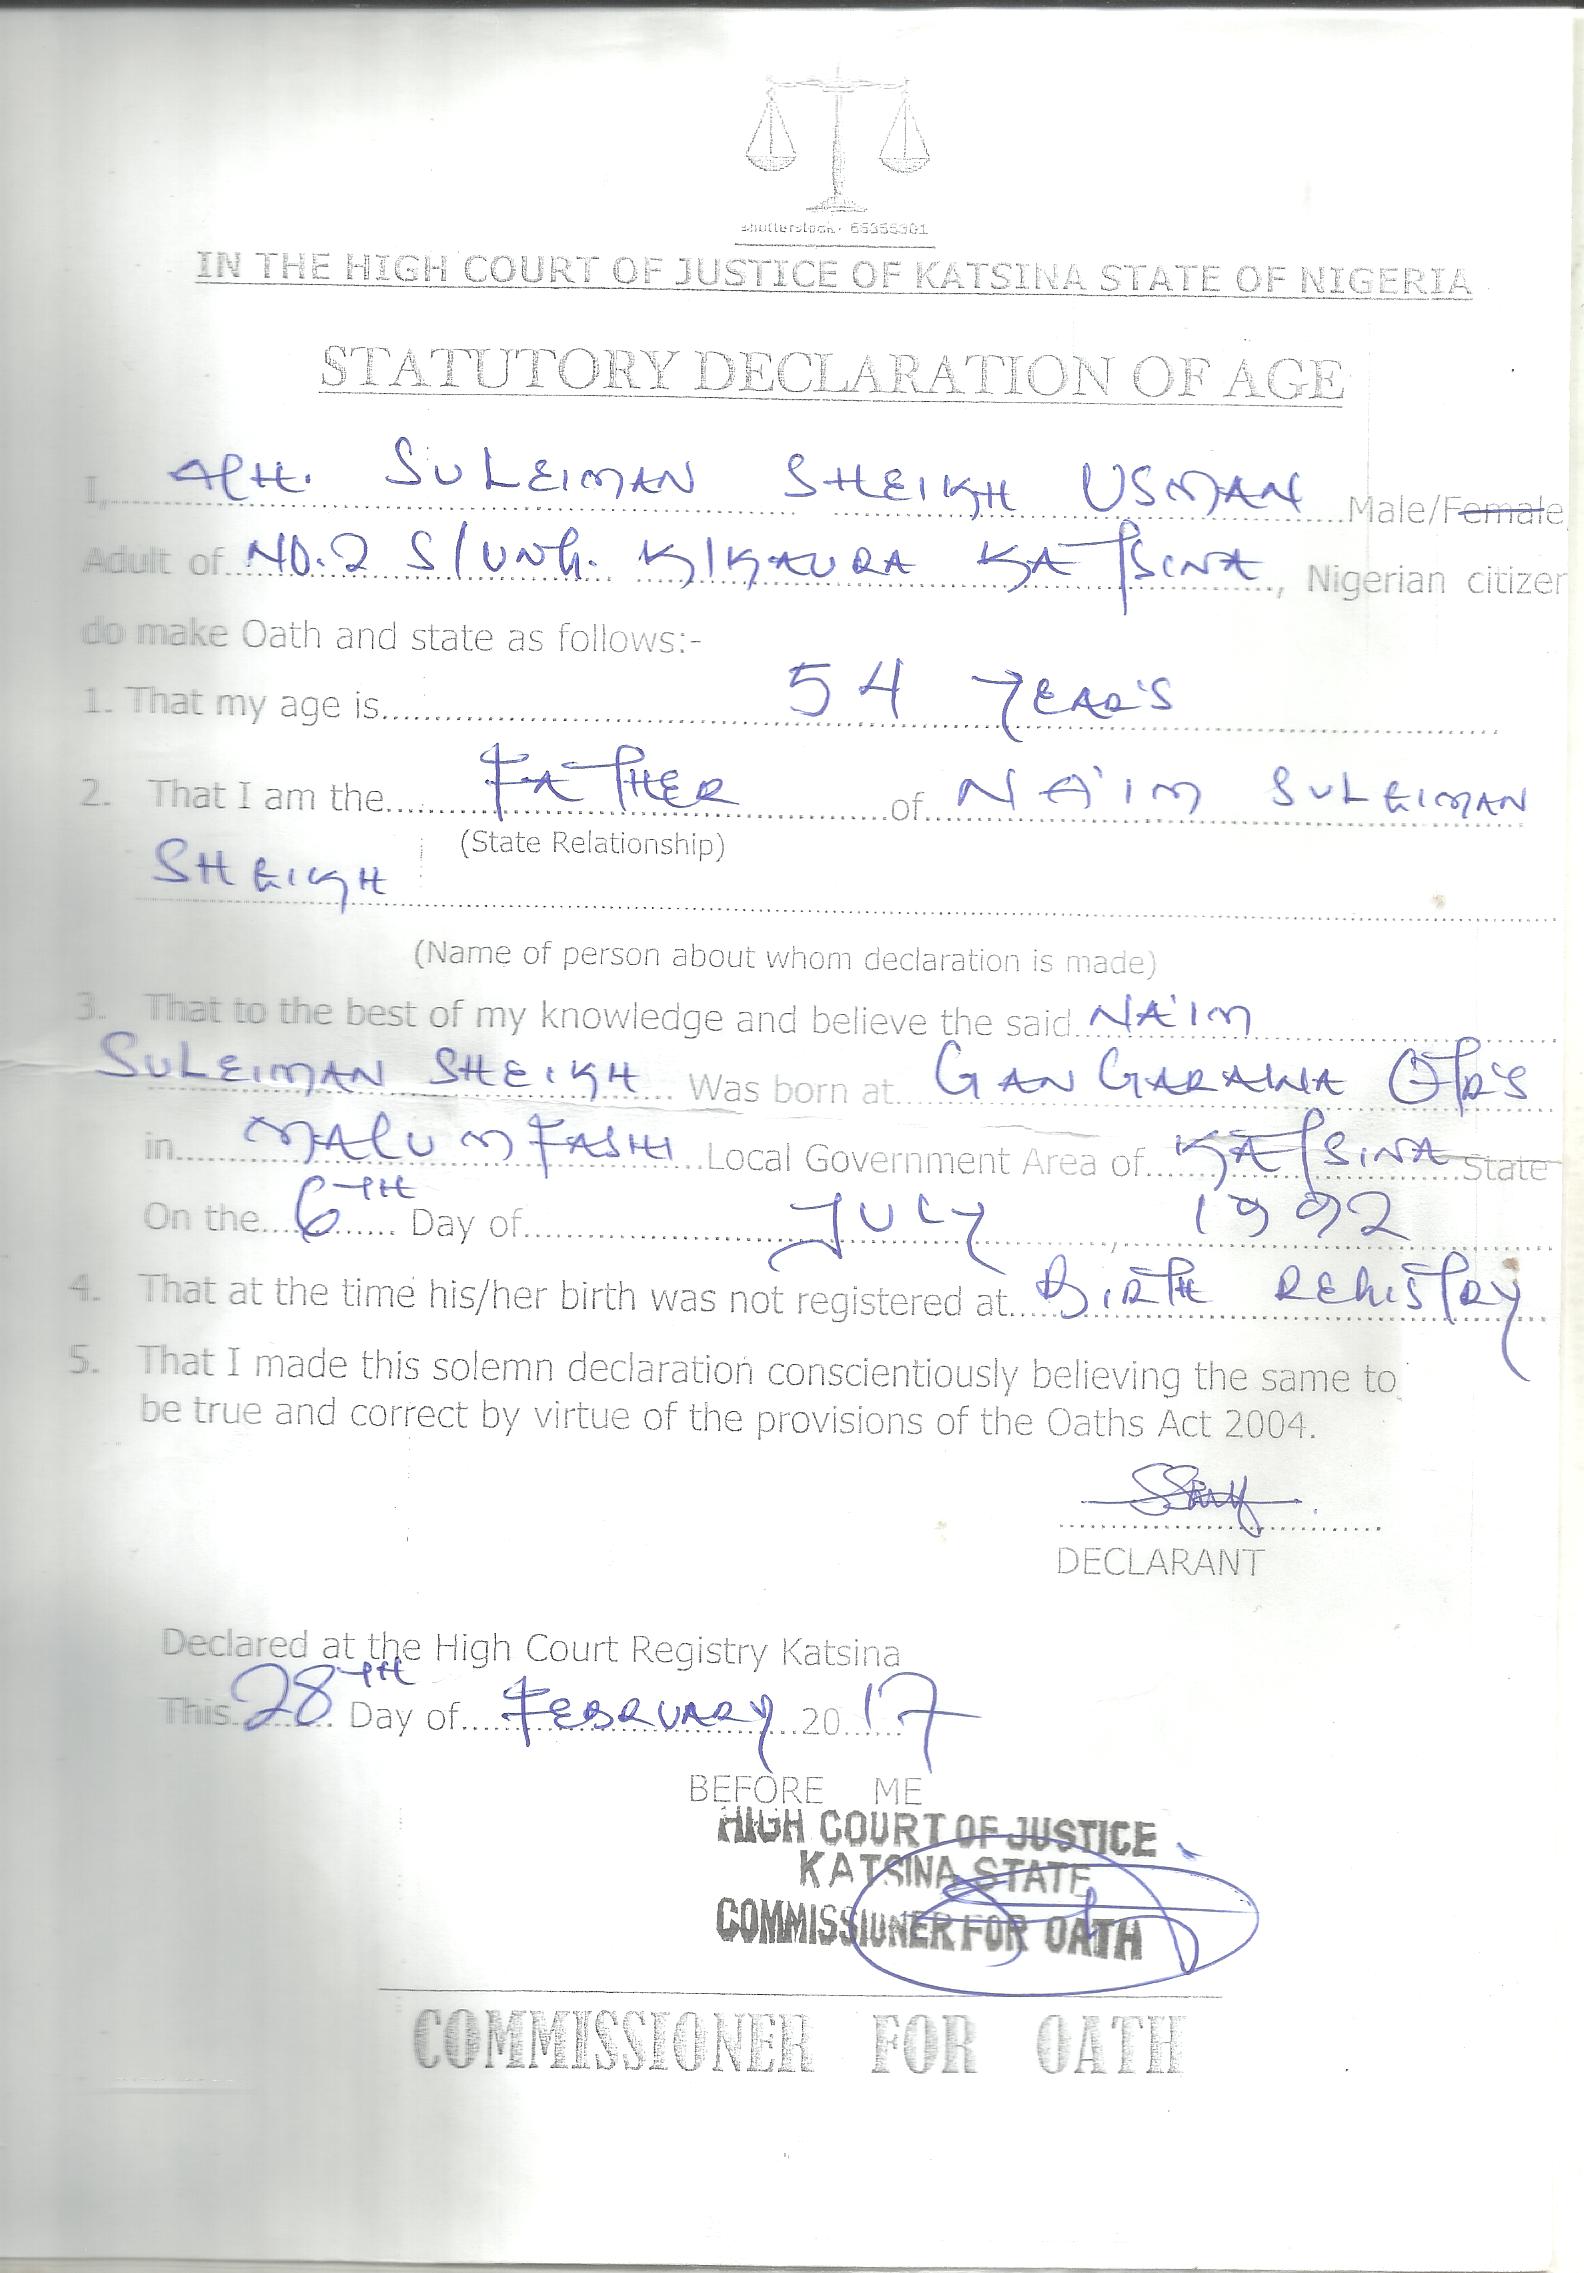 shutterstock · 65356901
IN THE HIGH COURT OF JUSTICE OF KATSINA STATE OF NIGERIA
STATUTORY DECLARATION OF AGE
I, ALH. SULEIMAN SHEIKH USMAN Male/Female
Adult of NO.2 S/UNG. K/KAURA KATSINA, Nigerian citizen
do make Oath and state as follows:-
1. That my age is 54 YEAR'S
2. That I am the FATHER of NA'IM SULEIMAN
(State Relationship)
SHEIKH
(Name of person about whom declaration is made)
3. That to the best of my knowledge and believe the said NA'IM
SULEIMAN SHEIKH Was born at GANGARAWA QTR'S
in MALUMFASHI Local Government Area of KATSINA State
On the 6TH Day of JULY, 1992
4. That at the time his/her birth was not registered at BIRTH REGISTRY
5. That I made this solemn declaration conscientiously believing the same to
be true and correct by virtue of the provisions of the Oaths Act 2004.
DECLARANT
Declared at the High Court Registry Katsina
This 28TH Day of FEBRUARY 2017
BEFORE ME
HIGH COURT OF JUSTICE
KATSINA STATE
COMMISSIONER FOR OATH
COMMISSIONER FOR OATH